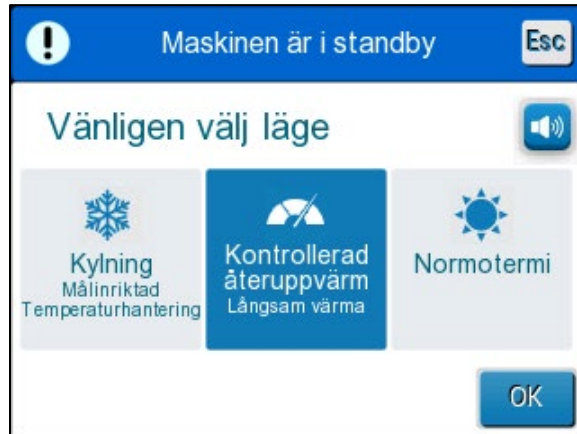 Maskinen är i standby
Esc
Vänligen välj läge
Kylning
Målinriktad
Temperaturhantering
Kontrollerad
återuppvärm
Långsam värma
Normotermi
OK